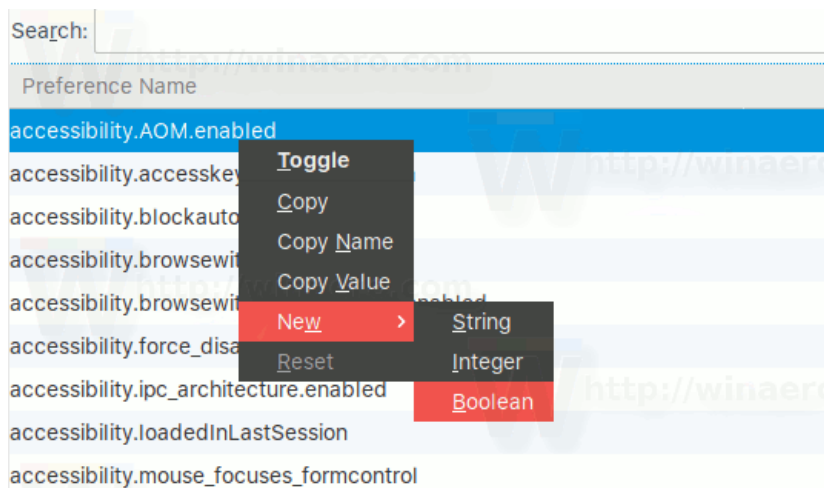 Search:
http://winaero.com
Preference Name
accessibility.AOM.enabled
Toggle
http://winaero
accessibility.accesskey
Copy
accessibility.blockauto
Copy Name
accessibility.browsewit
Copy Value
accessibility.browsewit
New
String
accessibility.force_disa
Reset
Integer
accessibility.ipc_architecture.enabled
Boolean
http://winaero
accessibility.loadedInLastSession
accessibility.mouse_focuses_formcontrol